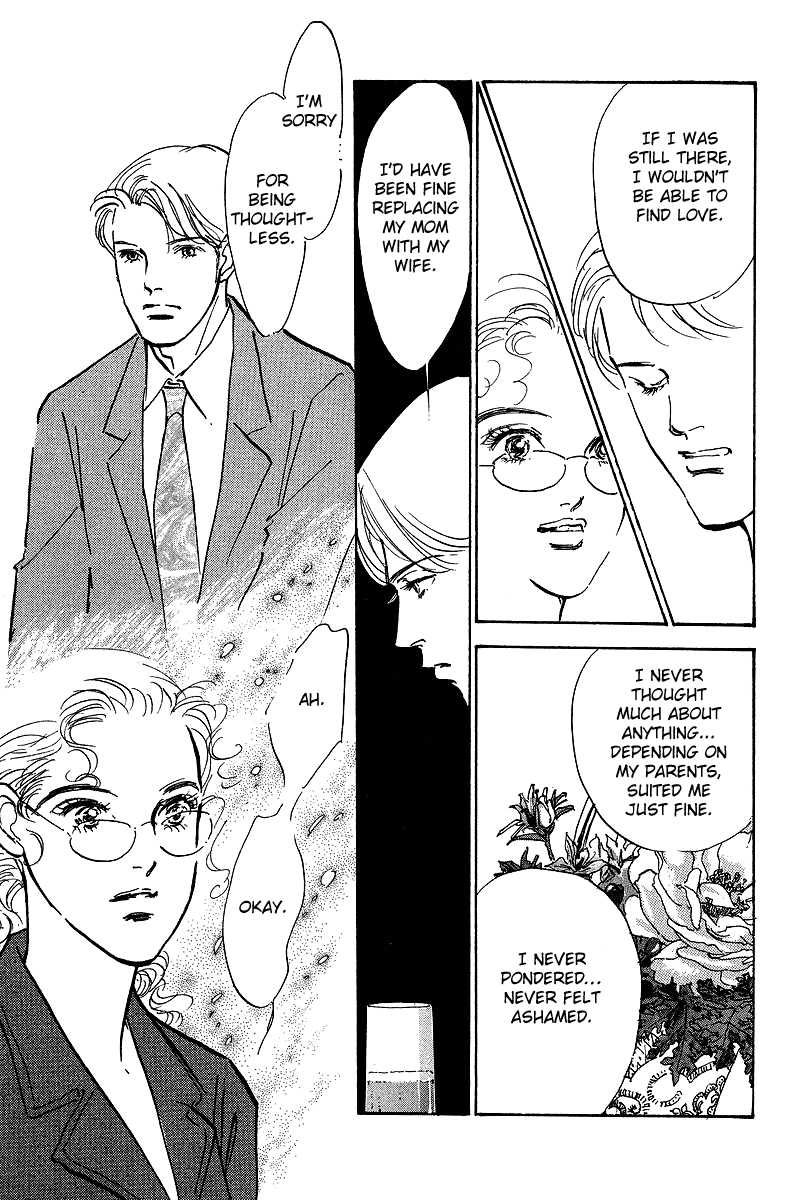 IF I WAS
STILL THERE,
I WOULDN'T
BE ABLE TO
FIND LOVE.
I NEVER
THOUGHT
MUCH ABOUT
ANYTHING...
DEPENDING ON
MY PARENTS,
SUITED ME
JUST FINE.
I NEVER
PONDERED...
NEVER FELT
ASHAMED.
I'D HAVE
BEEN FINE
REPLACING
MY MOM
WITH MY
WIFE.
I'M
SORRY
FOR
BEING
THOUGHT-
LESS.
AH.
OKAY.